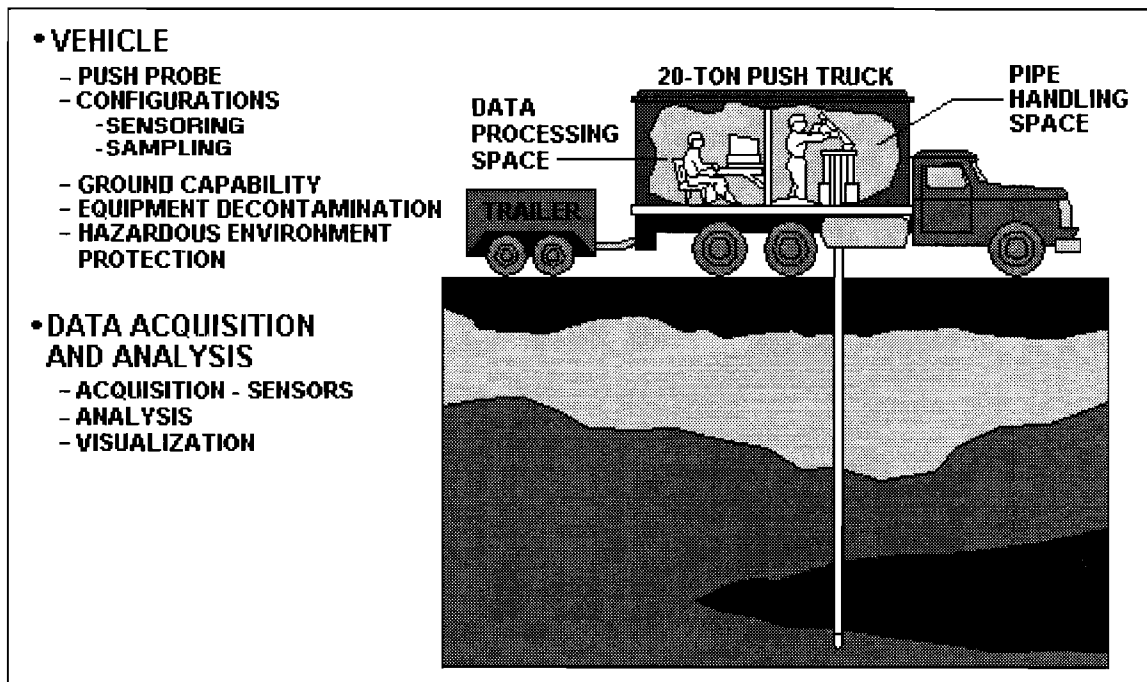 • VEHICLE
– PUSH PROBE
– CONFIGURATIONS
-SENSORING
-SAMPLING
– GROUND CAPABILITY
– EQUIPMENT DECONTAMINATION
– HAZARDOUS ENVIRONMENT
PROTECTION
• DATA ACQUISITION
AND ANALYSIS
– ACQUISITION - SENSORS
– ANALYSIS
– VISUALIZATION
20-TON PUSH TRUCK
DATA
PROCESSING
SPACE
PIPE
HANDLING
SPACE
TRAILER